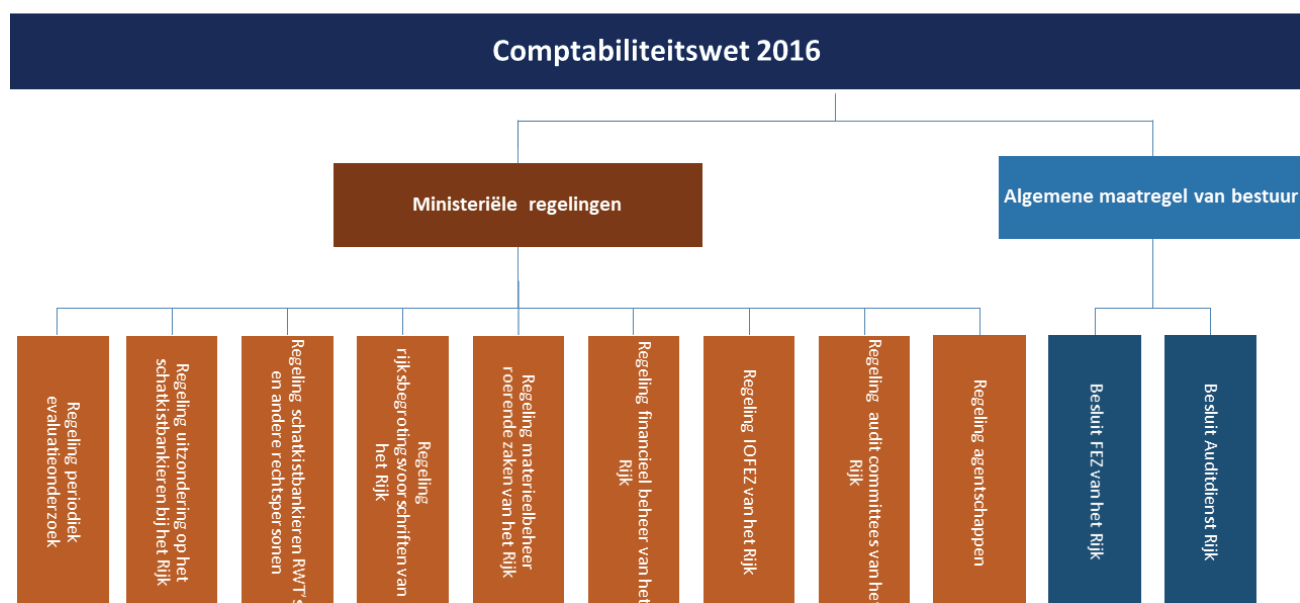 Comptabiliteitswet 2016
Ministeriële regelingen
Algemene maatregel van bestuur
Regeling periodiek
evaluatieonderzoek
Regeling uitzondering op het
schatkistbankieren bij het Rijk
Regeling schatkistbankieren RWT's
en andere rechtspersonen
Regeling
rijksbegrotingsvoorschriften van
het Rijk
Regeling materieelbeheer
roerende zaken van het Rijk
Regeling financieel beheer van het
Rijk
Regeling IOFEZ van het Rijk
Regeling audit committees van het
Rijk
Regeling agentschappen
Besluit FEZ van het Rijk
Besluit Auditdienst Rijk